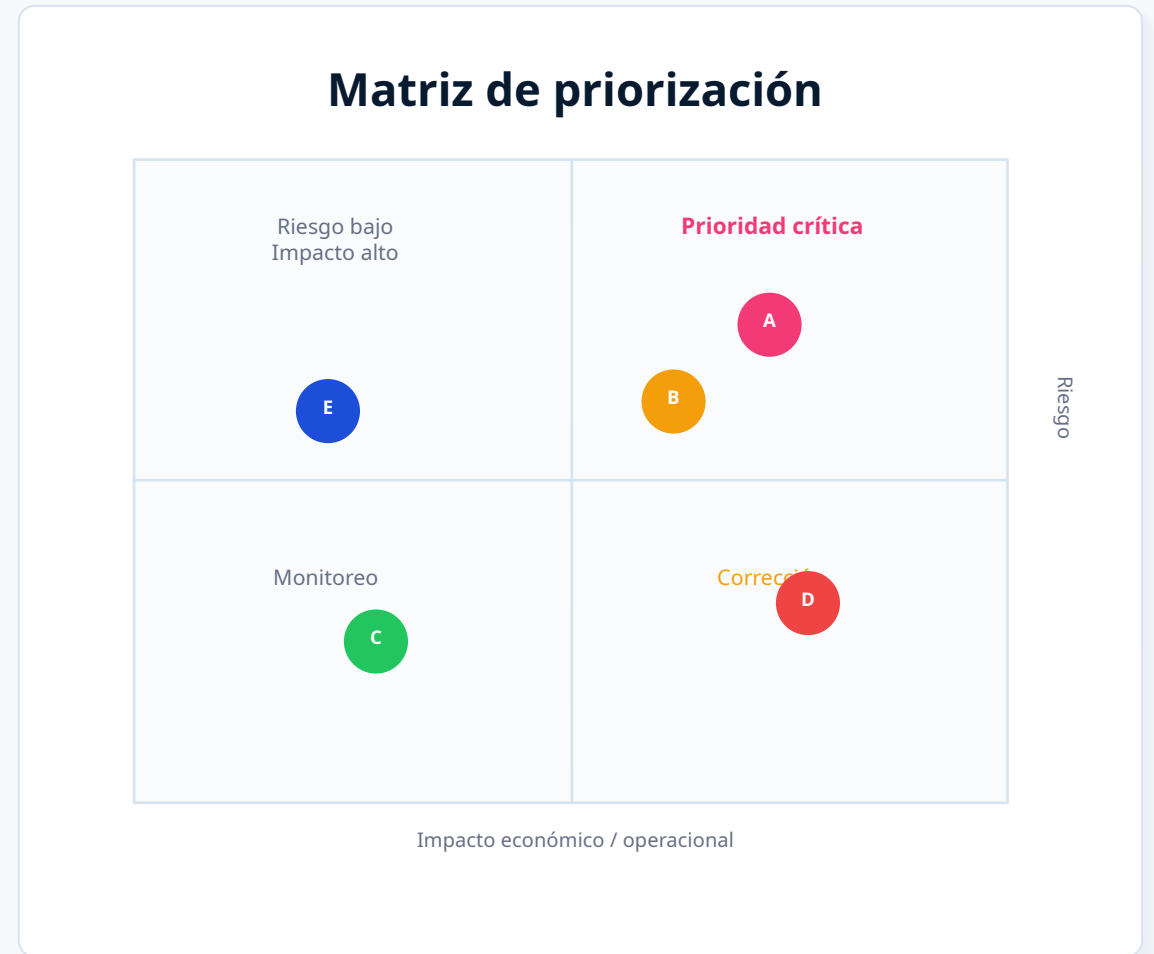 Matriz de priorización
Riesgo bajo
Impacto alto
Prioridad crítica
A
B
E
Riesgo
Monitoreo
C
D
Impacto económico / operacional